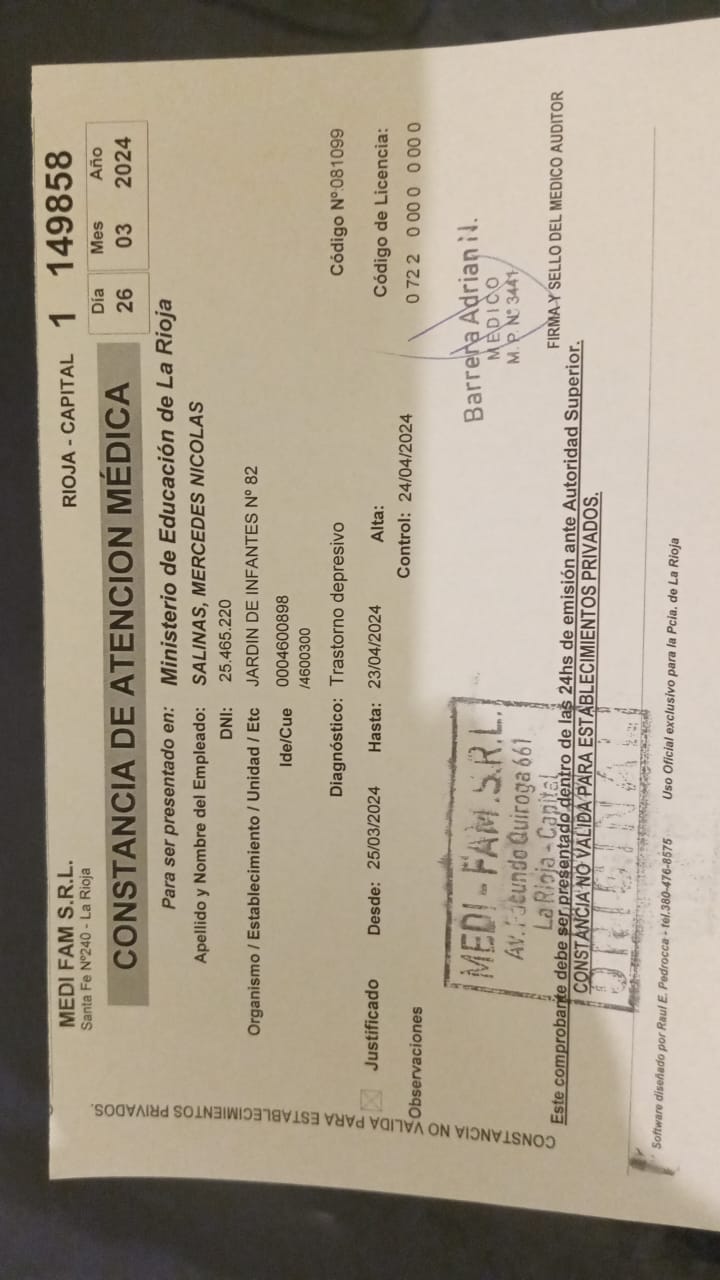 MEDI FAM S.R.L.
RIOJA - CAPITAL 1 149858
Santa Fe Nº240 - La Rioja
CONSTANCIA DE ATENCION MÉDICA
Día Mes Año
26 03 2024
Para ser presentado en: Ministerio de Educación de La Rioja
Apellido y Nombre del Empleado: SALINAS, MERCEDES NICOLAS
DNI: 25.465.220
Organismo / Establecimiento / Unidad / Etc JARDIN DE INFANTES Nº 82
Ide/Cue 0004600898
/4600300
Diagnóstico: Trastorno depresivo Código Nº:081099
Justificado Desde: 25/03/2024 Hasta: 23/04/2024 Alta: Código de Licencia:
Control: 24/04/2024 0 72 2 0 00 0 0 00 0
Observaciones
MEDI - FAM .S.R.L.
Av. Facundo Quiroga 661
La Rioja - Capital
Barrera Adrian
MEDICO
M. P. N° 3441
FIRMA Y SELLO DEL MEDICO AUDITOR
Este comprobante debe ser presentado dentro de las 24hs de emisión ante Autoridad Superior.
CONSTANCIA NO VALIDA PARA ESTABLECIMIENTOS PRIVADOS.
Software diseñado por Raul E. Pedrocca - tel.380-476-8575 Uso Oficial exclusivo para la Pcia. de La Rioja
CONSTANCIA NO VALIDA PARA ESTABLECIMIENTOS PRIVADOS.